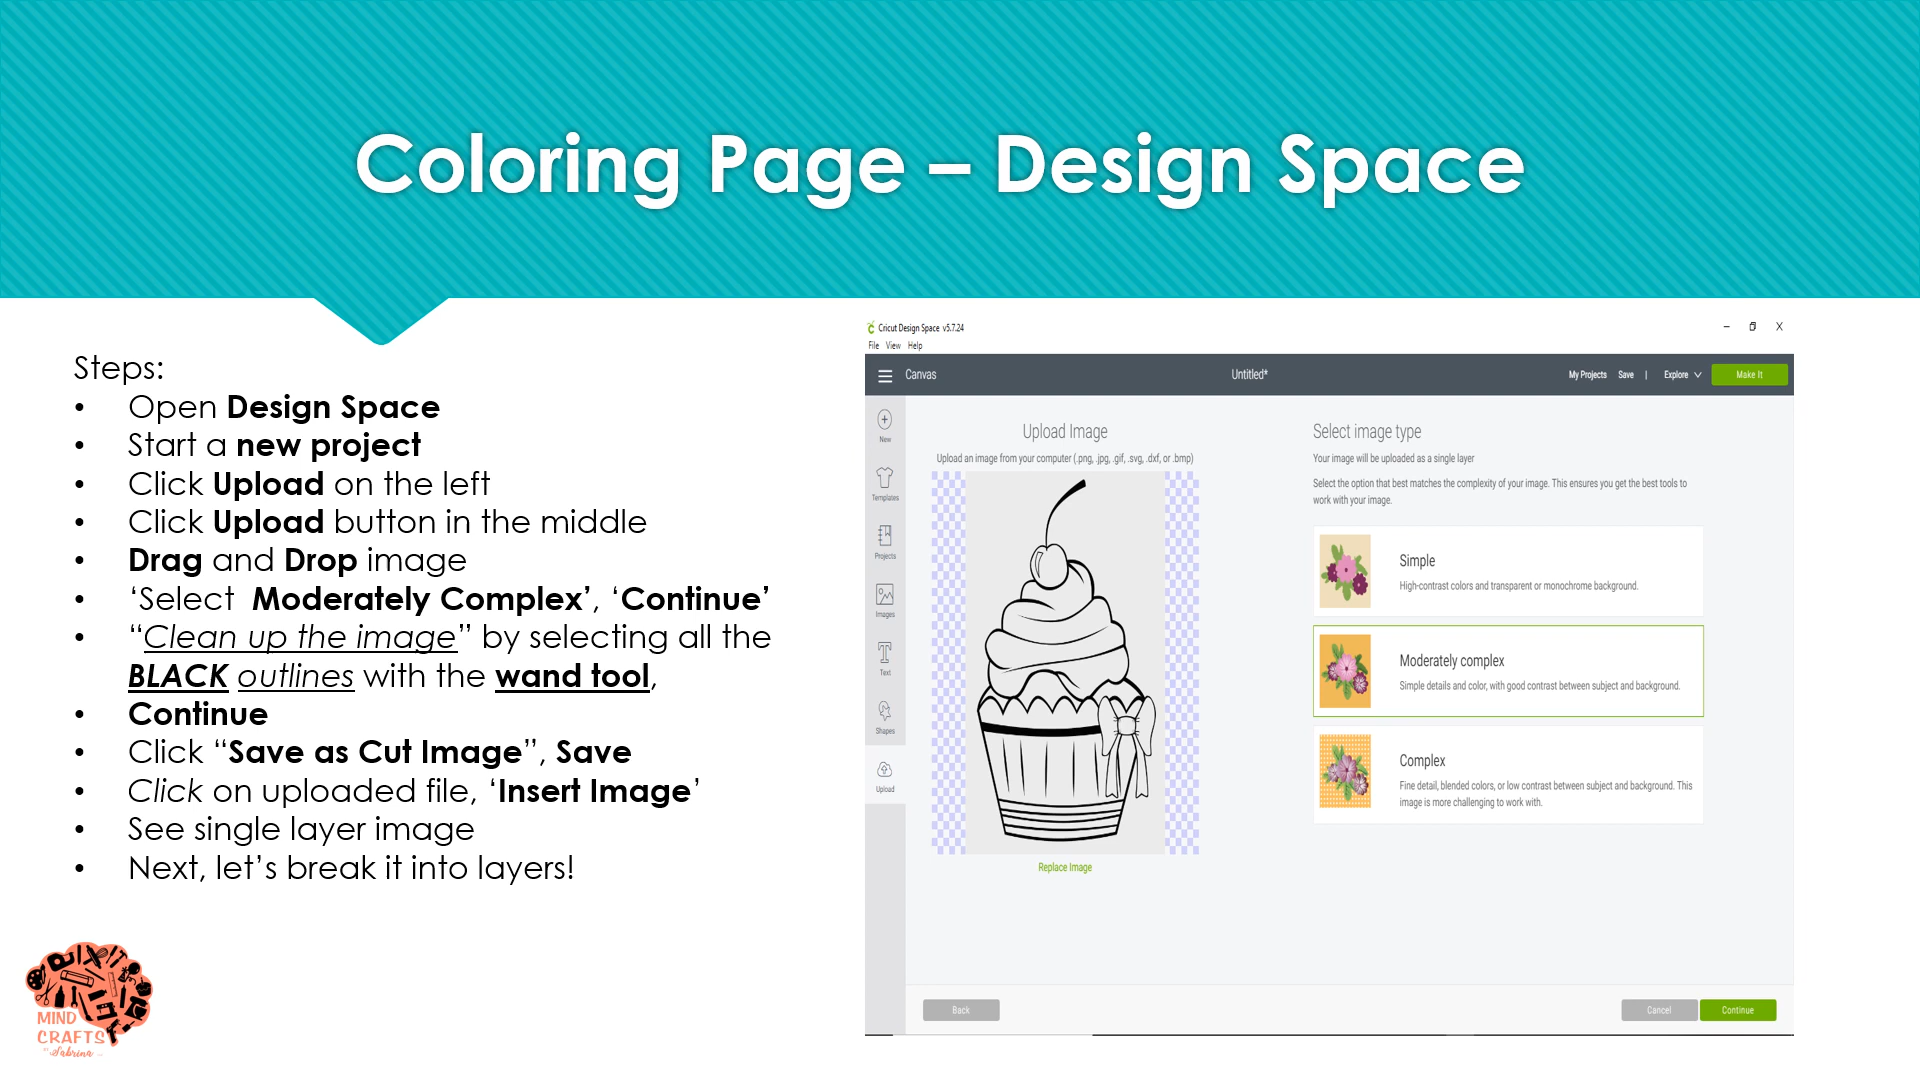 Coloring Page – Design Space
Steps:
• Open Design Space
• Start a new project
• Click Upload on the left
• Click Upload button in the middle
• Drag and Drop image
• ‘Select  Moderately Complex’, ‘Continue’
• “Clean up the image” by selecting all the
BLACK outlines with the wand tool,
• Continue
• Click “Save as Cut Image”, Save
• Click on uploaded file, ‘Insert Image’
• See single layer image
• Next, let’s break it into layers!
MIND
CRAFTS
BY Sabrina
Cricut Design Space v5.7.24
File View Help
Canvas
Untitled*
My Projects Save | Explore Make It
New
Templates
Projects
Images
Text
Shapes
Upload
Upload Image
Upload an image from your computer (.png, .jpg, .gif, .svg, .dxf, or .bmp)
Replace Image
Select image type
Your image will be uploaded as a single layer
Select the option that best matches the complexity of your image. This ensures you get the best tools to
work with your image.
Simple
High-contrast colors and transparent or monochrome background.
Moderately complex
Simple details and color, with good contrast between subject and background.
Complex
Fine detail, blended colors, or low contrast between subject and background. This
image is more challenging to work with.
Back
Cancel
Continue